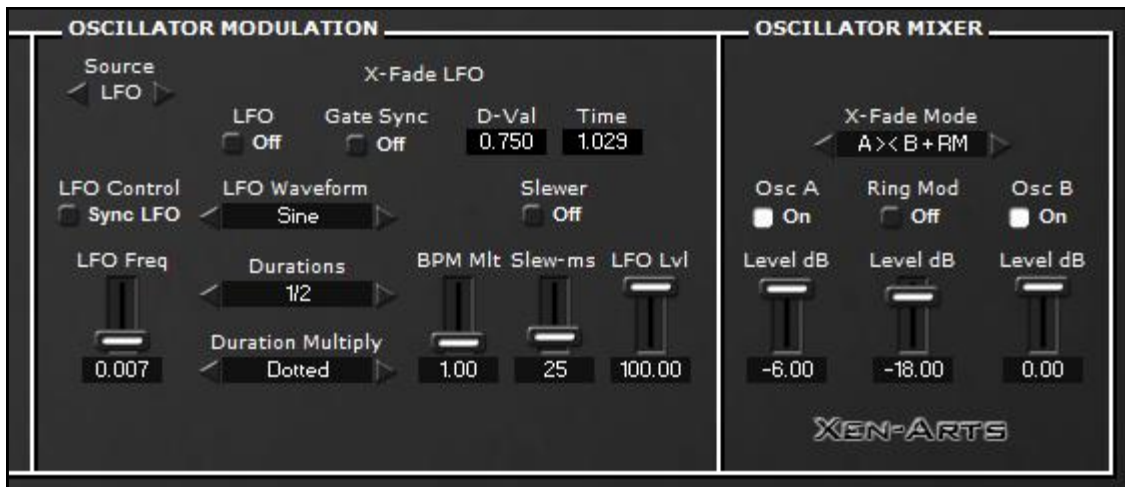 OSCILLATOR MODULATION
Source
LFO
X-Fade LFO
LFO
Off
Gate Sync
Off
D-Val
0.750
Time
1.029
LFO Control
Sync LFO
LFO Waveform
Sine
Slewer
Off
LFO Freq
0.007
Durations
1/2
Duration Multiply
Dotted
BPM Mlt
1.00
Slew-ms
25
LFO Lvl
100.00
OSCILLATOR MIXER
X-Fade Mode
A><B+RM
Osc A
On
Ring Mod
Off
Osc B
On
Level dB
-6.00
Level dB
-18.00
Level dB
0.00
XEN-ARTS